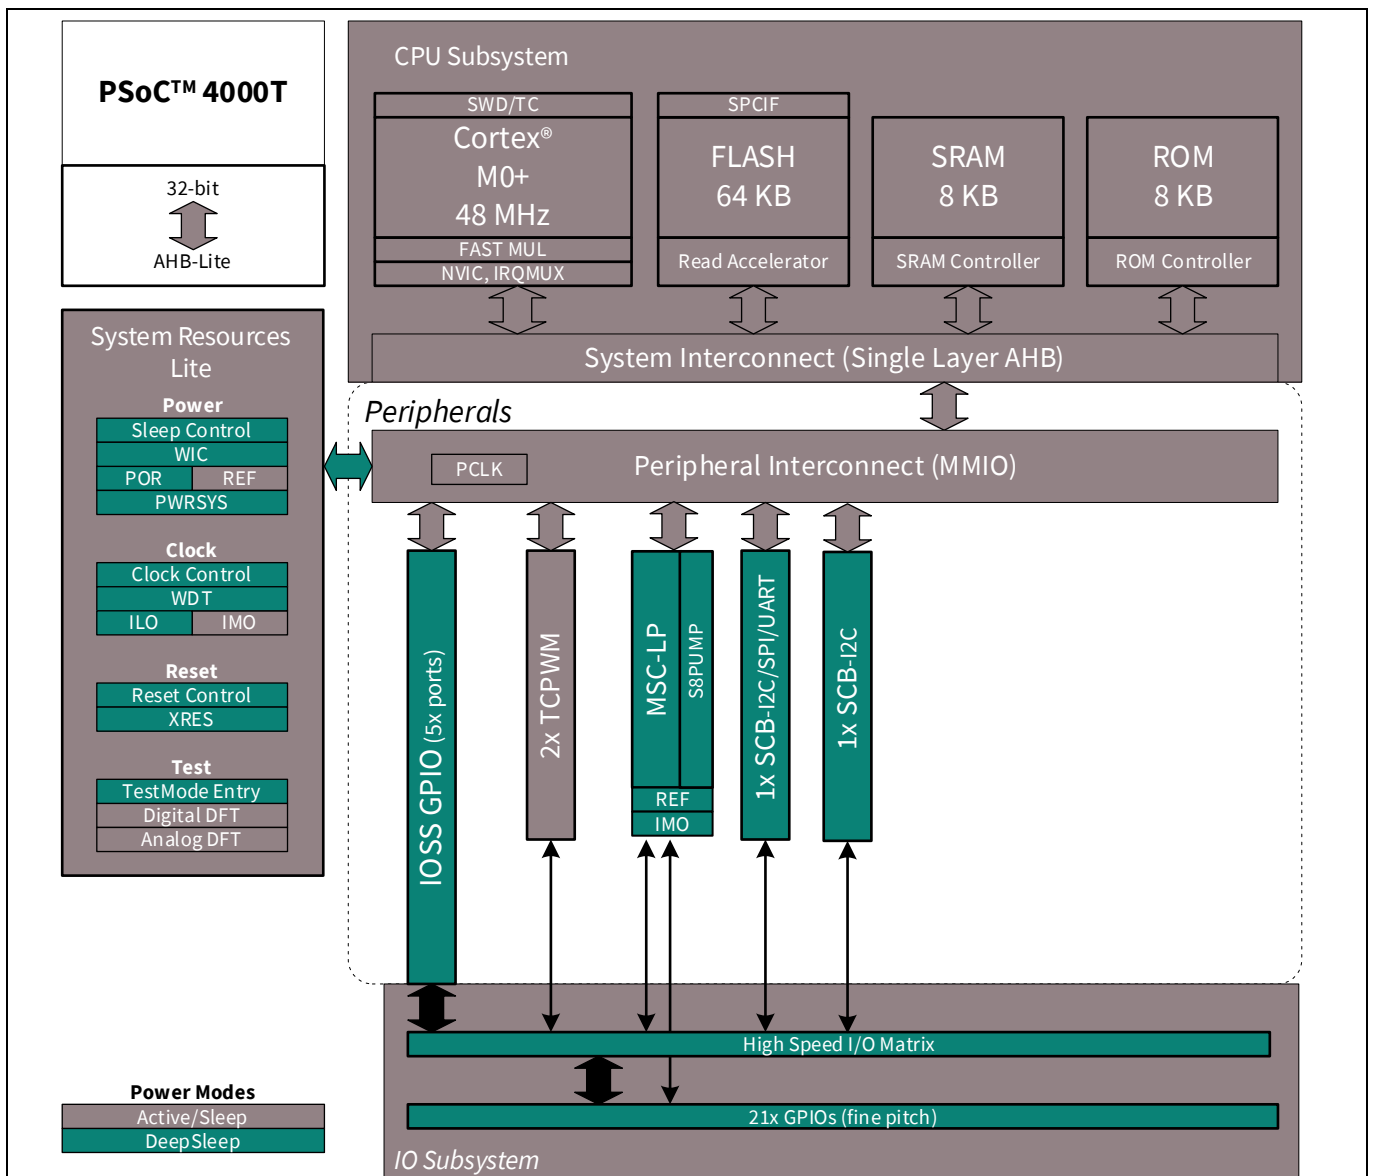 PSoC™ 4000T
32-bit
AHB-Lite
CPU Subsystem
SWD/TC
Cortex®
M0+
48 MHz
FAST MUL
NVIC, IRQMUX
SPCIF
FLASH
64 KB
Read Accelerator
SRAM
8 KB
SRAM Controller
ROM
8 KB
ROM Controller
System Interconnect (Single Layer AHB)
System Resources
Lite
Power
Sleep Control
WIC
POR
REF
PWRSYS
Clock
Clock Control
WDT
ILO
IMO
Reset
Reset Control
XRES
Test
TestMode Entry
Digital DFT
Analog DFT
Peripherals
PCLK
Peripheral Interconnect (MMIO)
IOSS GPIO (5x ports)
2x TCPWM
MSC-LP
S8PUMP
REF
IMO
1x SCB-I2C/SPI/UART
1x SCB-I2C
High Speed I/O Matrix
21x GPIOs (fine pitch)
IO Subsystem
Power Modes
Active/Sleep
DeepSleep